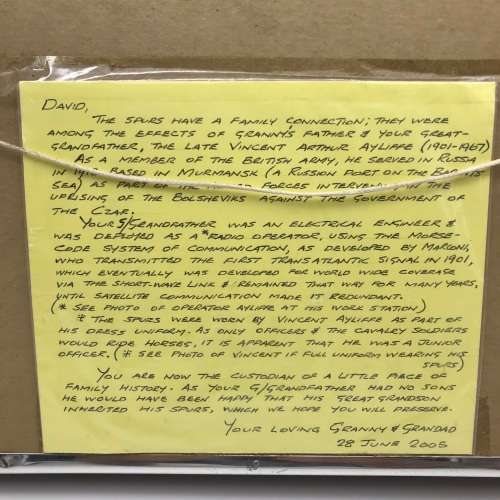 David,
The spurs have a family connection; they were
among the effects of Granny's father & your great-
grandfather, the late Vincent Arthur Ayliffe (1901-1967)
As a member of the British Army, he served in Russia
in based in Murmansk (a Russian port on the
Sea) as part of the forces in the
uprising of the Bolsheviks against the Government of
the Czar.
Your G/Grandfather was an electrical engineer &
was deployed as a *radio operator, using the Morse-
code system of communication, as developed by Marconi,
who transmitted the first transatlantic signal in 1901,
which eventually was developed for world wide coverage
via the short-wave link & remained that way for many years,
until satellite communication made it redundant.
(* See photo of operator Ayliffe at his work station)
* The spurs were worn by Vincent Ayliffe as part of
his dress uniform. As only officers & the cavalry soldiers
would ride horses, it is apparent that he was a junior
officer. (* See photo of Vincent if full uniform wearing his
spurs)
You are now the custodian of a little piece of
family history. As your G/Grandfather had no sons
he would have been happy that his great grandson
inherited his spurs, which we hope you will preserve.
Your loving Granny & Grandad
28 June 2005